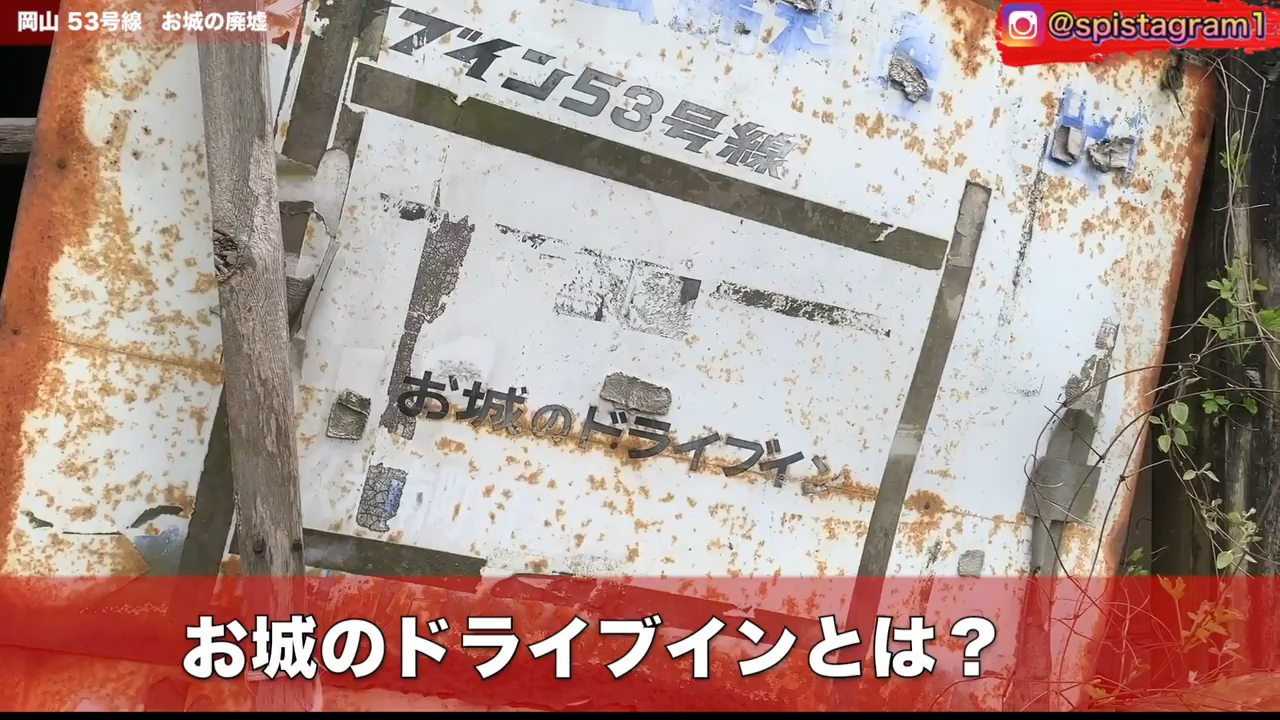 岡山 53号線　お城の廃墟
@spistagram1
ブイン53号線
お城のドライブイン
お城のドライブインとは？